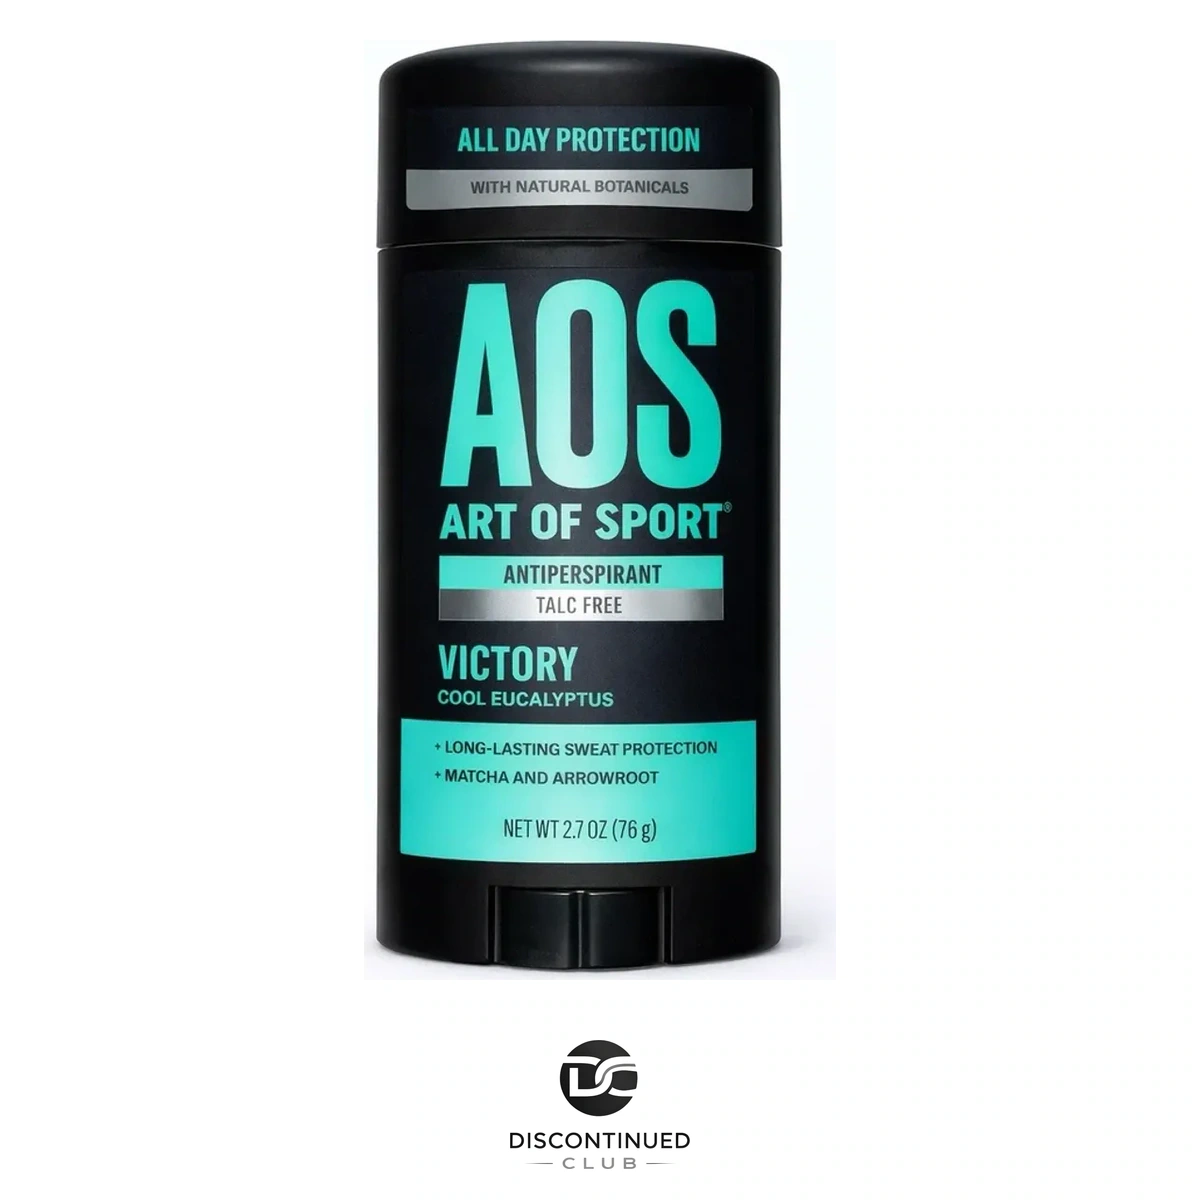 ALL DAY PROTECTION
WITH NATURAL BOTANICALS
AOS
ART OF SPORT®
ANTIPERSPIRANT
TALC FREE
VICTORY
COOL EUCALYPTUS
+ LONG-LASTING SWEAT PROTECTION
+ MATCHA AND ARROWROOT
NET WT 2.7 OZ (76 g)
DC
DISCONTINUED
CLUB